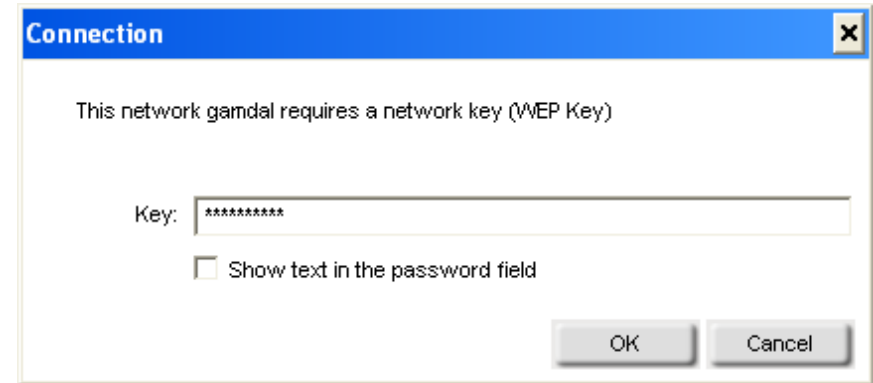 Connection
This network gamdal requires a network key (WEP Key)
Key: **********
Show text in the password field
OK Cancel